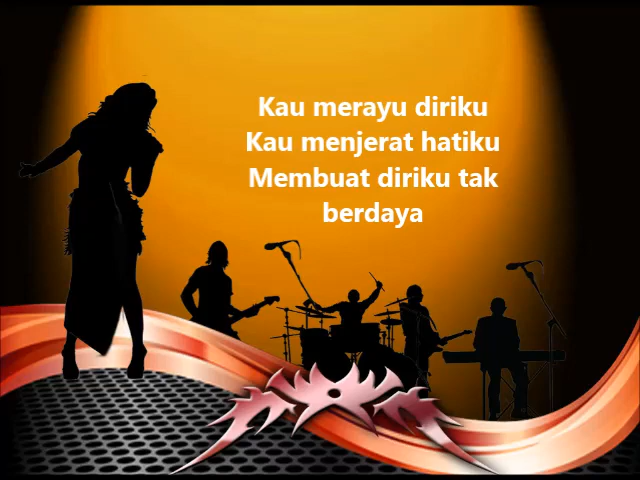 Kau merayu diriku
Kau menjerat hatiku
Membuat diriku tak
berdaya